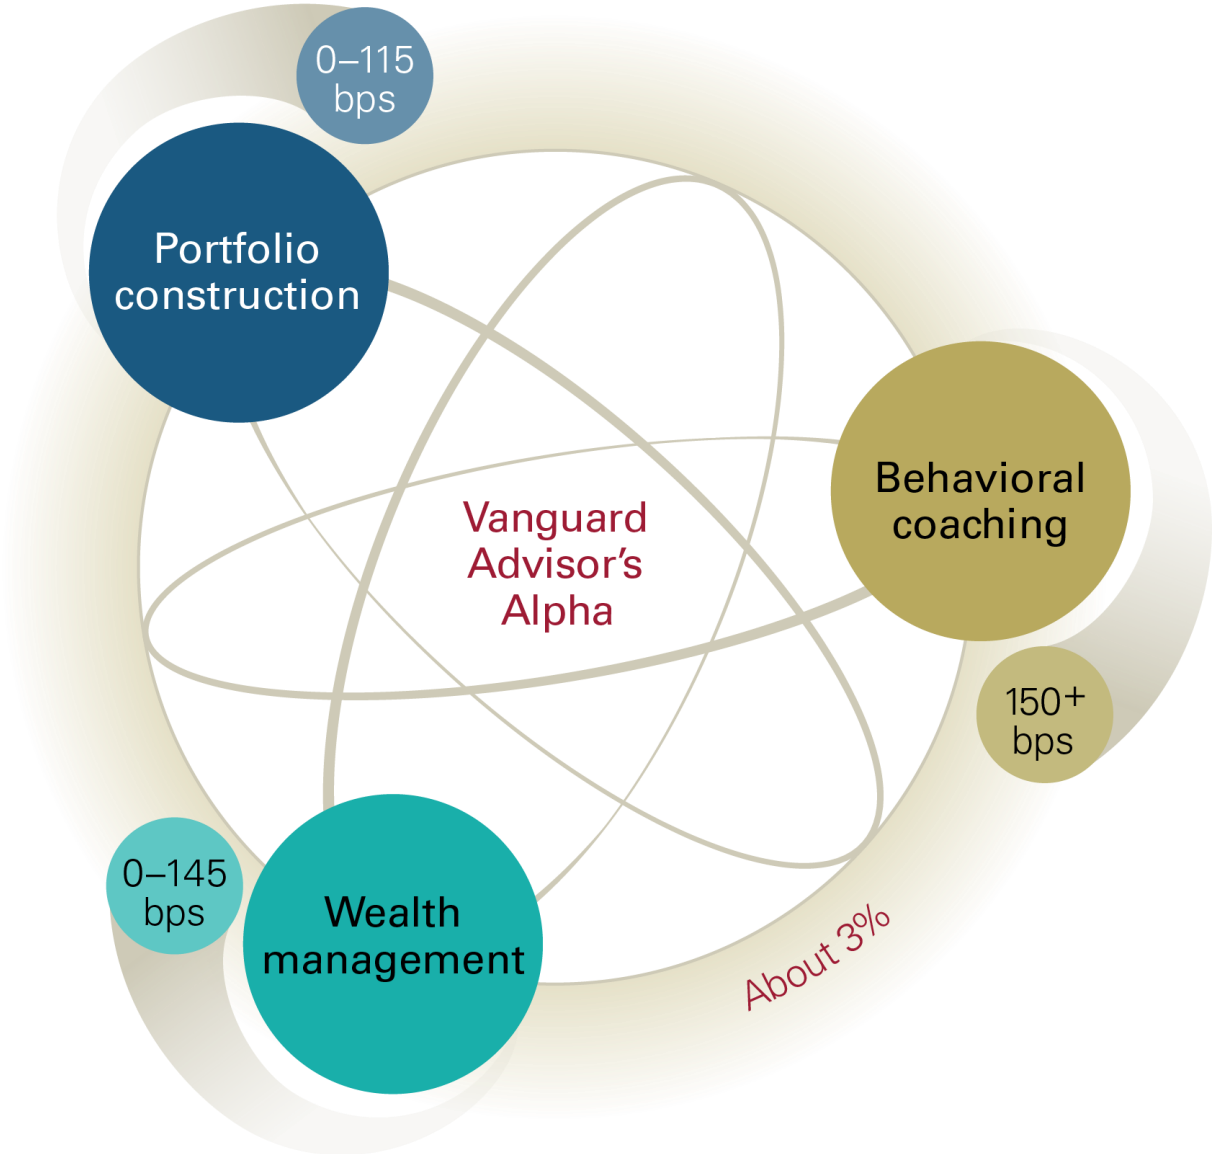 0–115
bps
Portfolio
construction
Behavioral
coaching
150+
bps
Vanguard
Advisor’s
Alpha
0–145
bps
Wealth
management
About 3%